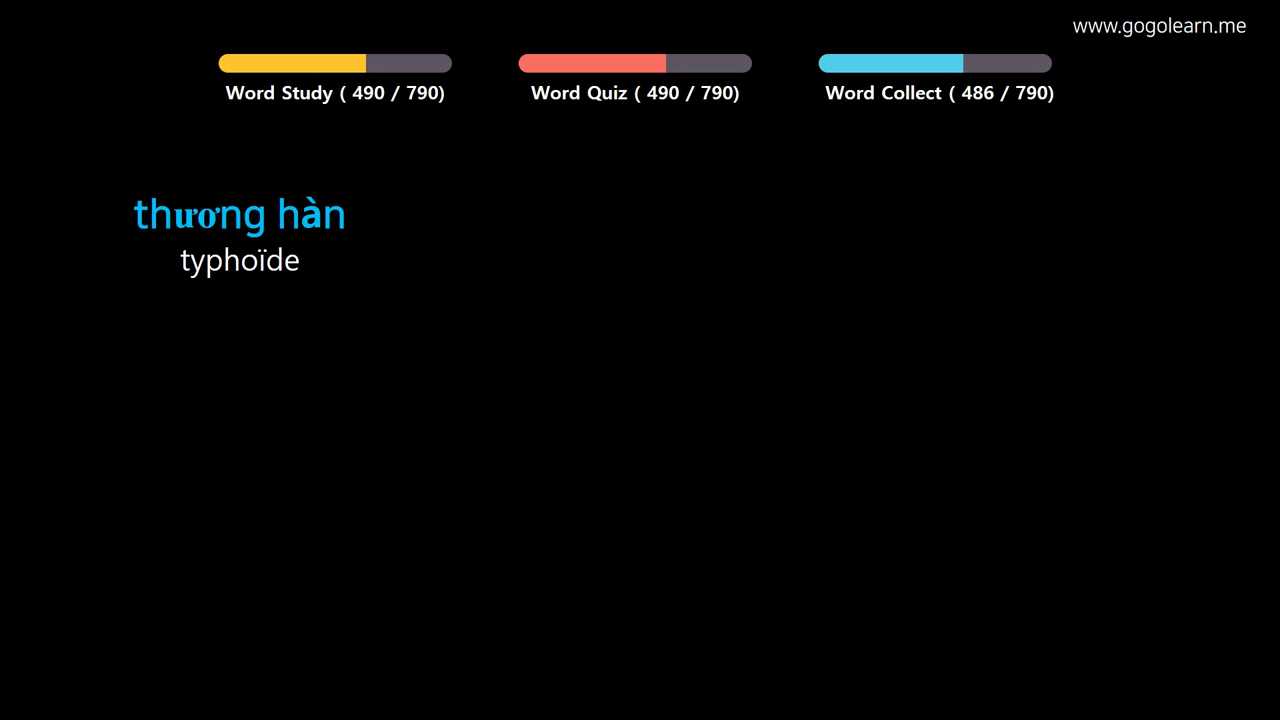 www.gogolearn.me
Word Study ( 490 / 790)
Word Quiz ( 490 / 790)
Word Collect ( 486 / 790)
thương hàn
typhoïde